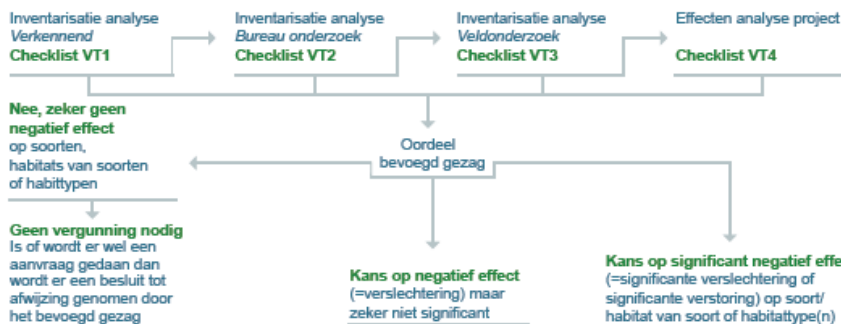 Inventarisatie analyse
Verkennend
Checklist VT1
Inventarisatie analyse
Bureau onderzoek
Checklist VT2
Inventarisatie analyse
Veldonderzoek
Checklist VT3
Effecten analyse project
Checklist VT4
Nee, zeker geen
negatief effect
op soorten,
habitats van soorten
of habittypen
Oordeel
bevoegd gezag
Geen vergunning nodig
Is of wordt er wel een
aanvraag gedaan dan
wordt er een besluit tot
afwijzing genomen door
het bevoegd gezag
Kans op negatief effect
(=verslechtering) maar
zeker niet significant
Kans op significant negatief effe
(=significante verslechtering of
significante verstoring) op soort/
habitat van soort of habitattype(n)